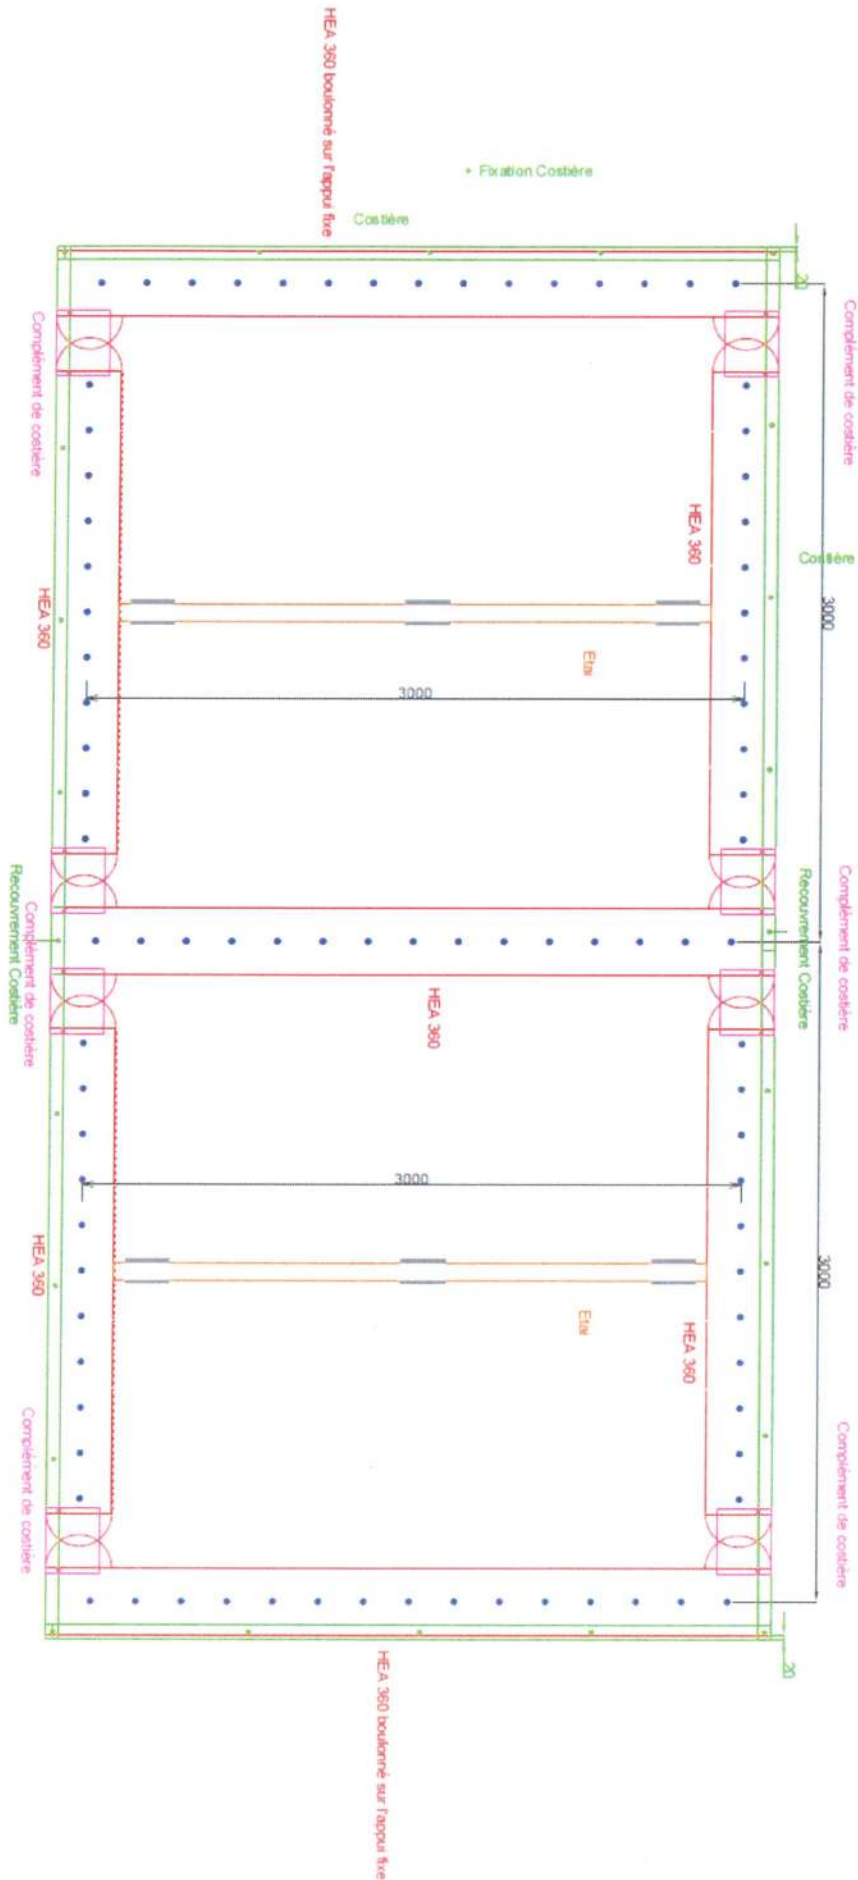 HEA 360 boulonné sur l'appui fixe
Fixation Costière
Costière
20
Complément de costière
Complément de costière
HEA 360
Costière
3000
HEA 360
Etai
3000
Complément de costière
Recouvrement Costière
Complément de costière
Recouvrement Costière
HEA 360
3000
3000
HEA 360
Etai
HEA 360
Complément de costière
Complément de costière
20
HEA 360 boulonné sur l'appui fixe